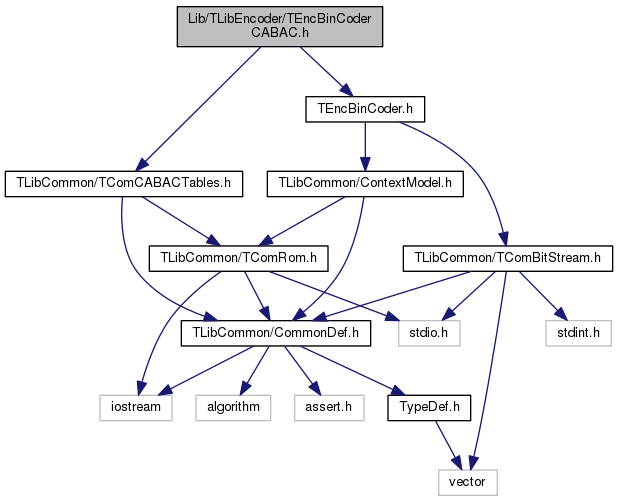 Lib/TLibEncoder/TEncBinCoder
CABAC.h
TEncBinCoder.h
TLibCommon/TComCABACTables.h
TLibCommon/ContextModel.h
TLibCommon/TComRom.h
TLibCommon/TComBitStream.h
TLibCommon/CommonDef.h
stdio.h
stdint.h
iostream
algorithm
assert.h
TypeDef.h
vector